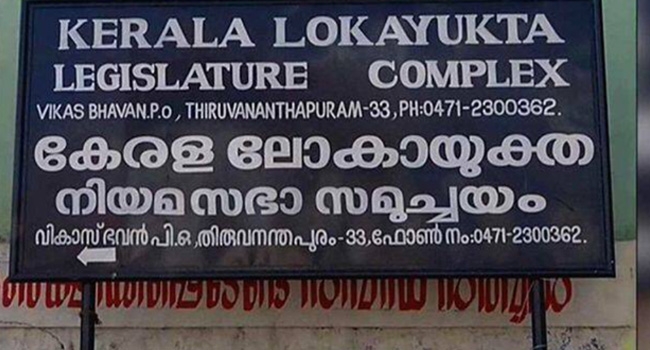 KERALA LOKAYUKTA
LEGISLATURE COMPLEX
VIKAS BHAVAN.P.O, THIRUVANANTHAPURAM-33, PH:0471-2300362.
കേരള ലോകായുക്ത
നിയമസഭാ സമുച്ചയം
വികാസ് ഭവൻ പി.ഒ, തിരുവനന്തപുരം-33, ഫോൺ നം:0471-2300362.